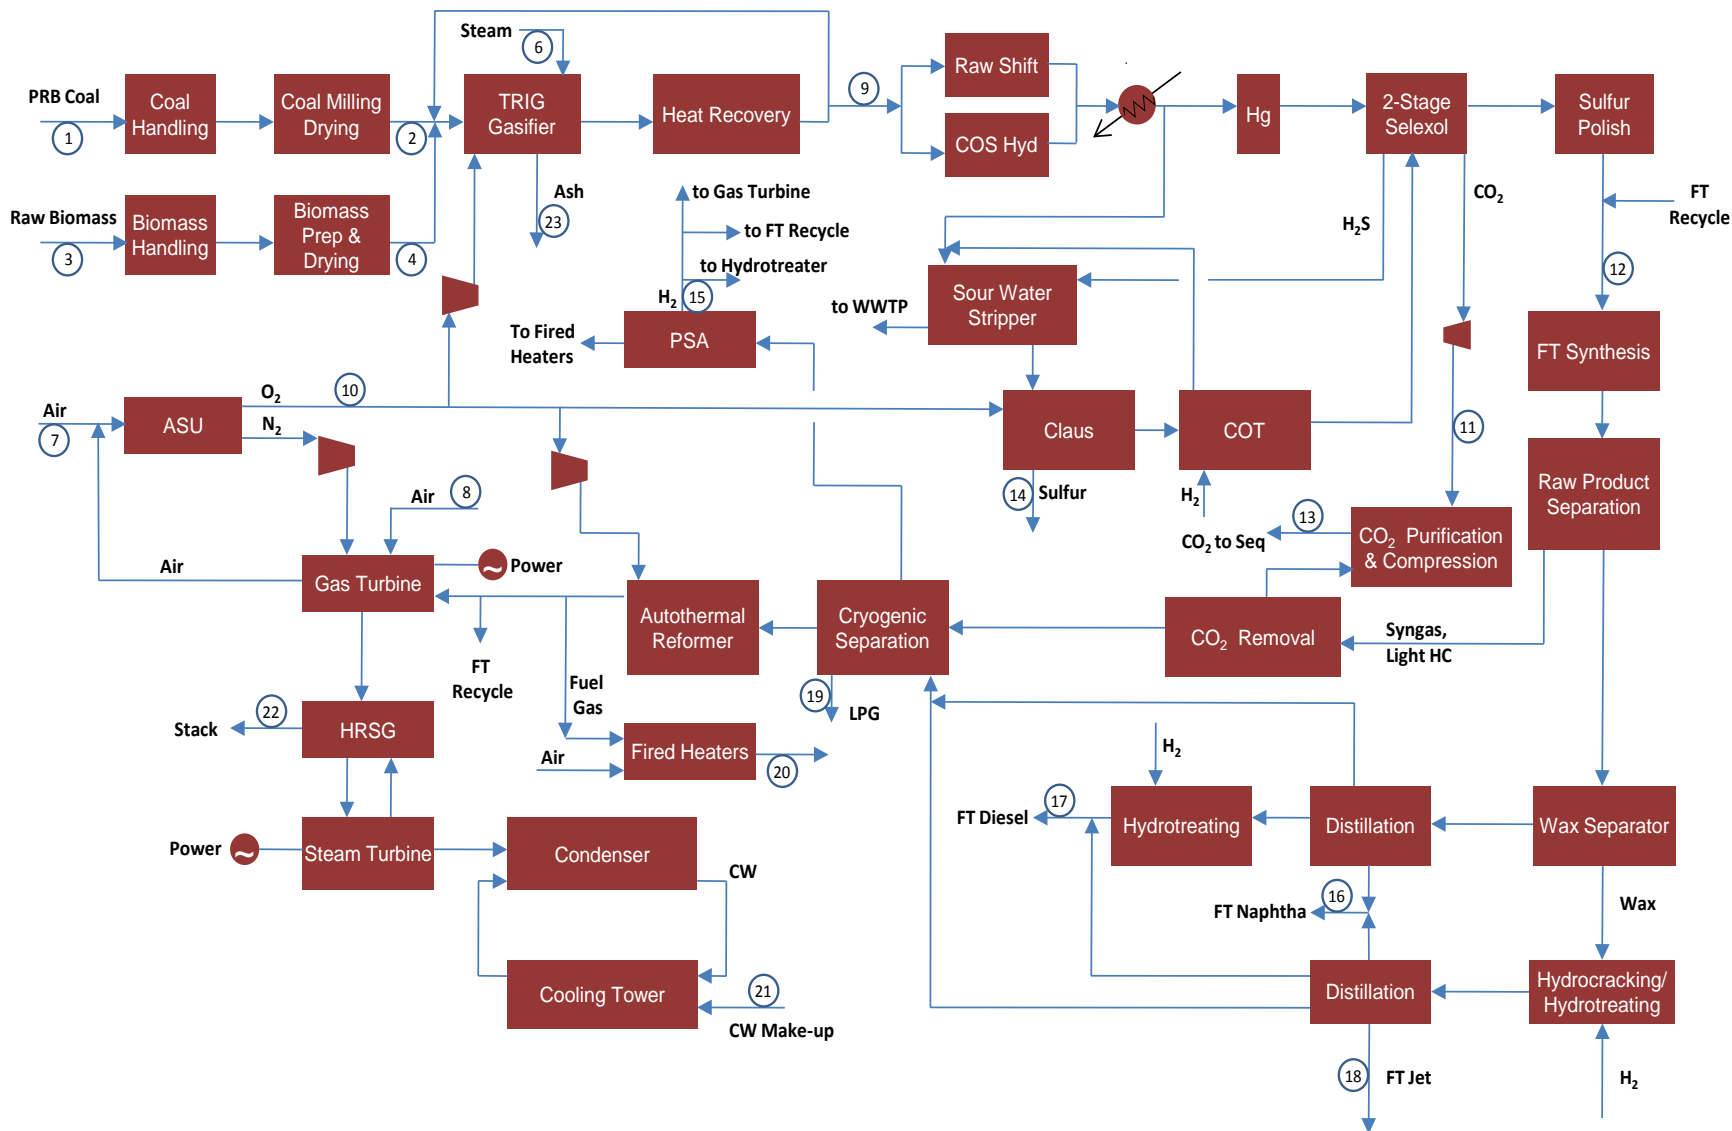 Steam
6
PRB Coal
1
Coal
Handling
Coal Milling
Drying
2
TRIG
Gasifier
Heat Recovery
9
Raw Shift
COS Hyd
Hg
2-Stage
Selexol
Sulfur
Polish
Raw Biomass
3
Biomass
Handling
Biomass
Prep &
Drying
4
Ash
23
to Gas Turbine
to FT Recycle
to Hydrotreater
H2
15
PSA
To Fired
Heaters
to WWTP
Sour Water
Stripper
H2S
CO2
FT
Recycle
12
FT Synthesis
Air
7
ASU
O2
N2
10
Claus
COT
11
14
Sulfur
H2
Raw Product
Separation
Air
8
Air
Gas Turbine
~
Power
13
CO2 to Seq
CO2 Purification
& Compression
Autothermal
Reformer
Cryogenic
Separation
CO2 Removal
Syngas,
Light HC
FT
Recycle
Fuel
Gas
19
LPG
Stack
22
HRSG
Air
Fired Heaters
20
H2
FT Diesel
17
Hydrotreating
Distillation
Wax Separator
Power
~
Steam Turbine
Condenser
CW
FT Naphtha
16
Wax
Cooling Tower
21
CW Make-up
Distillation
Hydrocracking/
Hydrotreating
18
FT Jet
H2